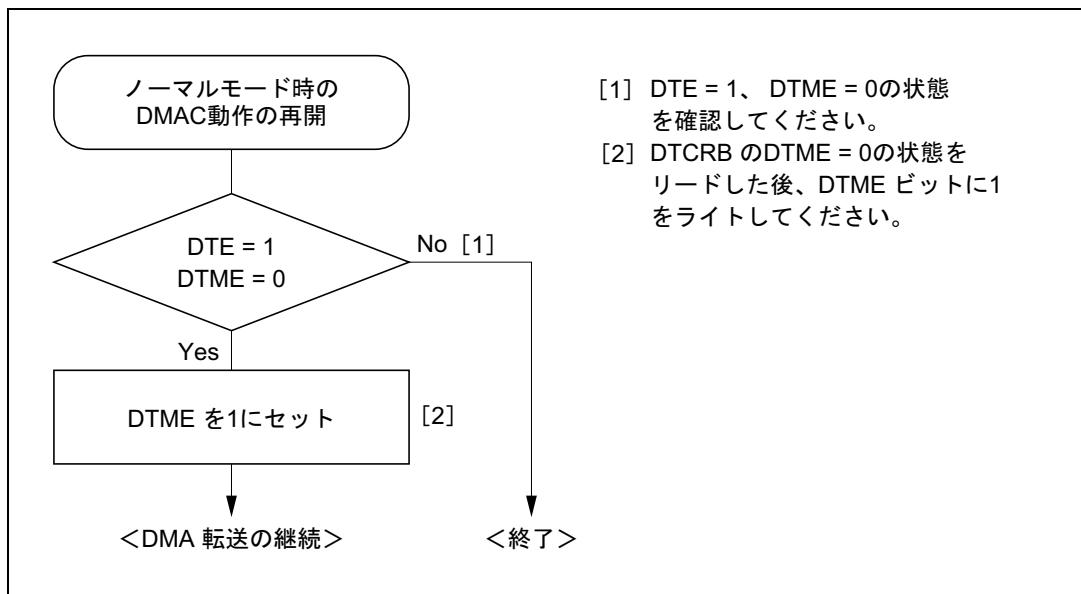 ノーマルモード時の
DMAC動作の再開
DTE = 1
DTME = 0
No [1]
Yes
DTME を1にセット
[2]
<DMA 転送の継続>
<終了>
[1] DTE = 1、 DTME = 0の状態
を確認してください。
[2] DTCRB のDTME = 0の状態を
リードした後、DTME ビットに1
をライトしてください。